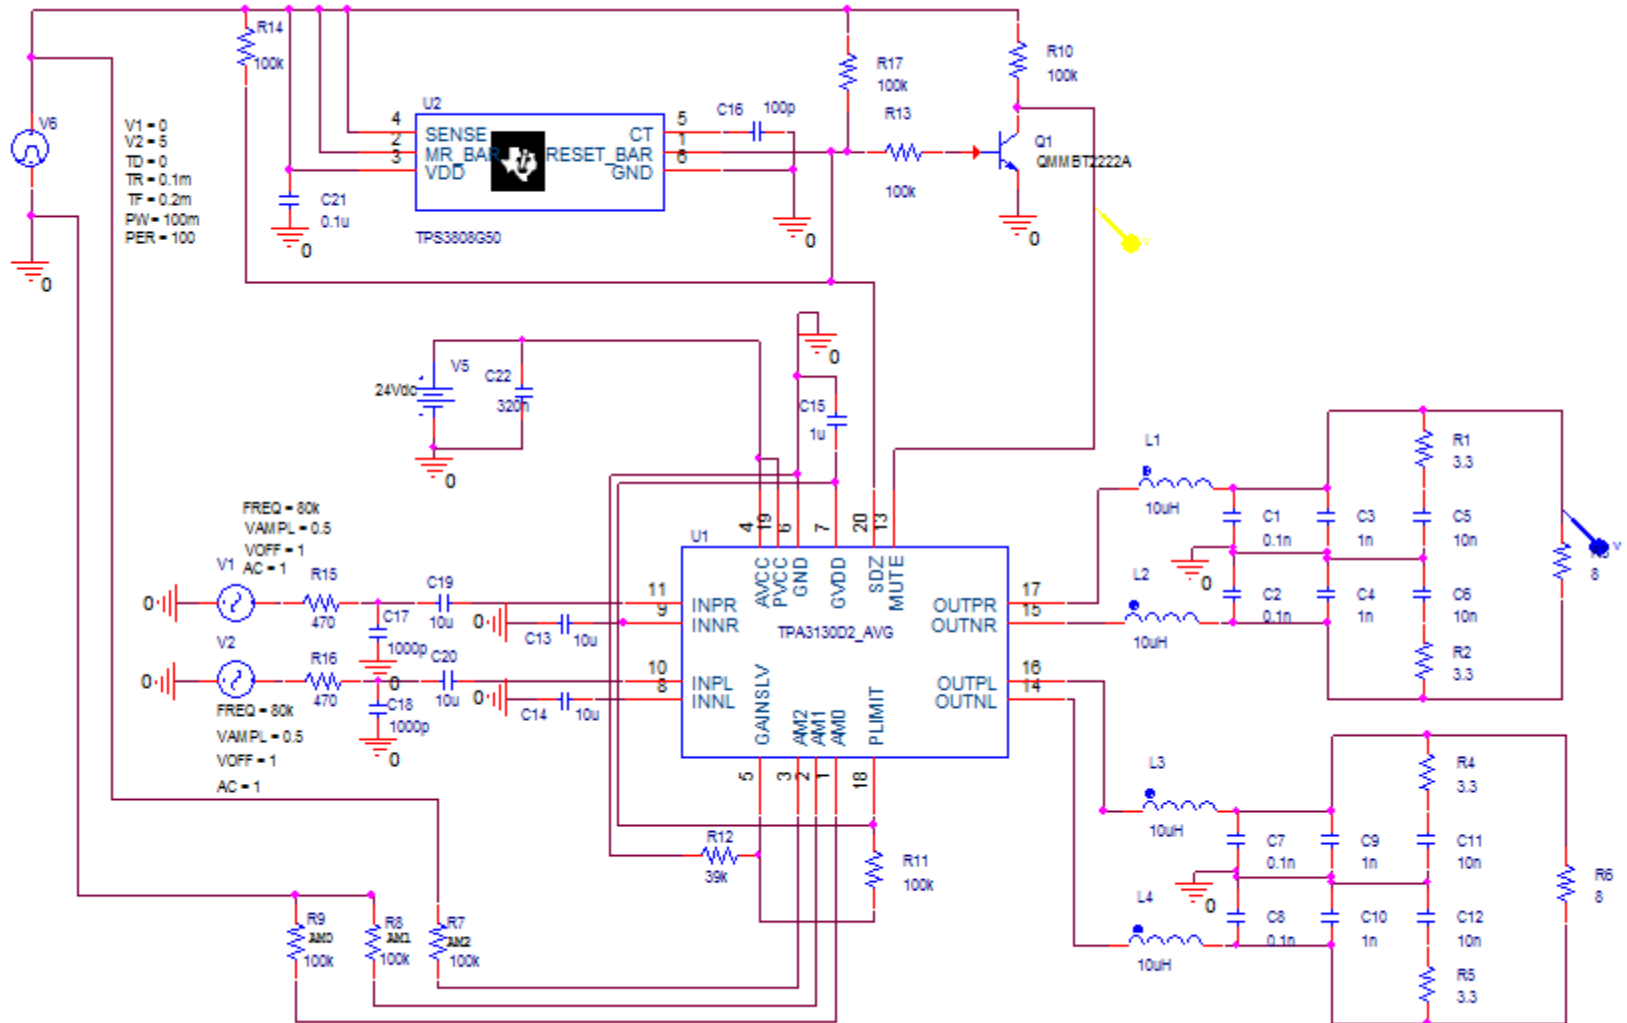 R14
100k
V6
V1 = 0
V2 = 5
TD = 0
TR = 0.1m
TF = 0.2m
PW = 100m
PER = 100
0
U2
4
2
3
SENSE
MR_BAR
VDD
CT
RESET_BAR
GND
5
1
6
TPS3808G50
C21
0.1u
0
C16
100p
0
R17
100k
R13
100k
R10
100k
Q1
QMMBT2222A
0
V5
24Vdc
C22
320n
0
0
C15
1u
U1
4
19
6
7
20
13
AVCC
PVCC
GND
GVDD
SDZ
MUTE
11
9
10
8
INPR
INNR
INPL
INNL
TPA3130D2_AVG
OUTPR
OUTNR
OUTPL
OUTNL
17
15
16
14
GAINSLV
AM2
AM1
AM0
PLIMIT
5
3
2
1
18
FREQ = 80k
VAMPL = 0.5
VOFF = 1
AC = 1
V1
0
R15
470
C17
1000p
0
C19
10u
0
C13
10u
V2
0
R16
470
C18
1000p
0
C20
10u
0
C14
10u
FREQ = 80k
VAMPL = 0.5
VOFF = 1
AC = 1
R12
39k
R11
100k
R9
AM0
100k
R8
AM1
100k
R7
AM2
100k
L1
10uH
L2
10uH
C1
0.1n
C2
0.1n
0
C3
1n
C4
1n
R1
3.3
C5
10n
C6
10n
R2
3.3
8
L3
10uH
L4
10uH
C7
0.1n
C8
0.1n
0
C9
1n
C10
1n
R4
3.3
C11
10n
C12
10n
R5
3.3
R6
8